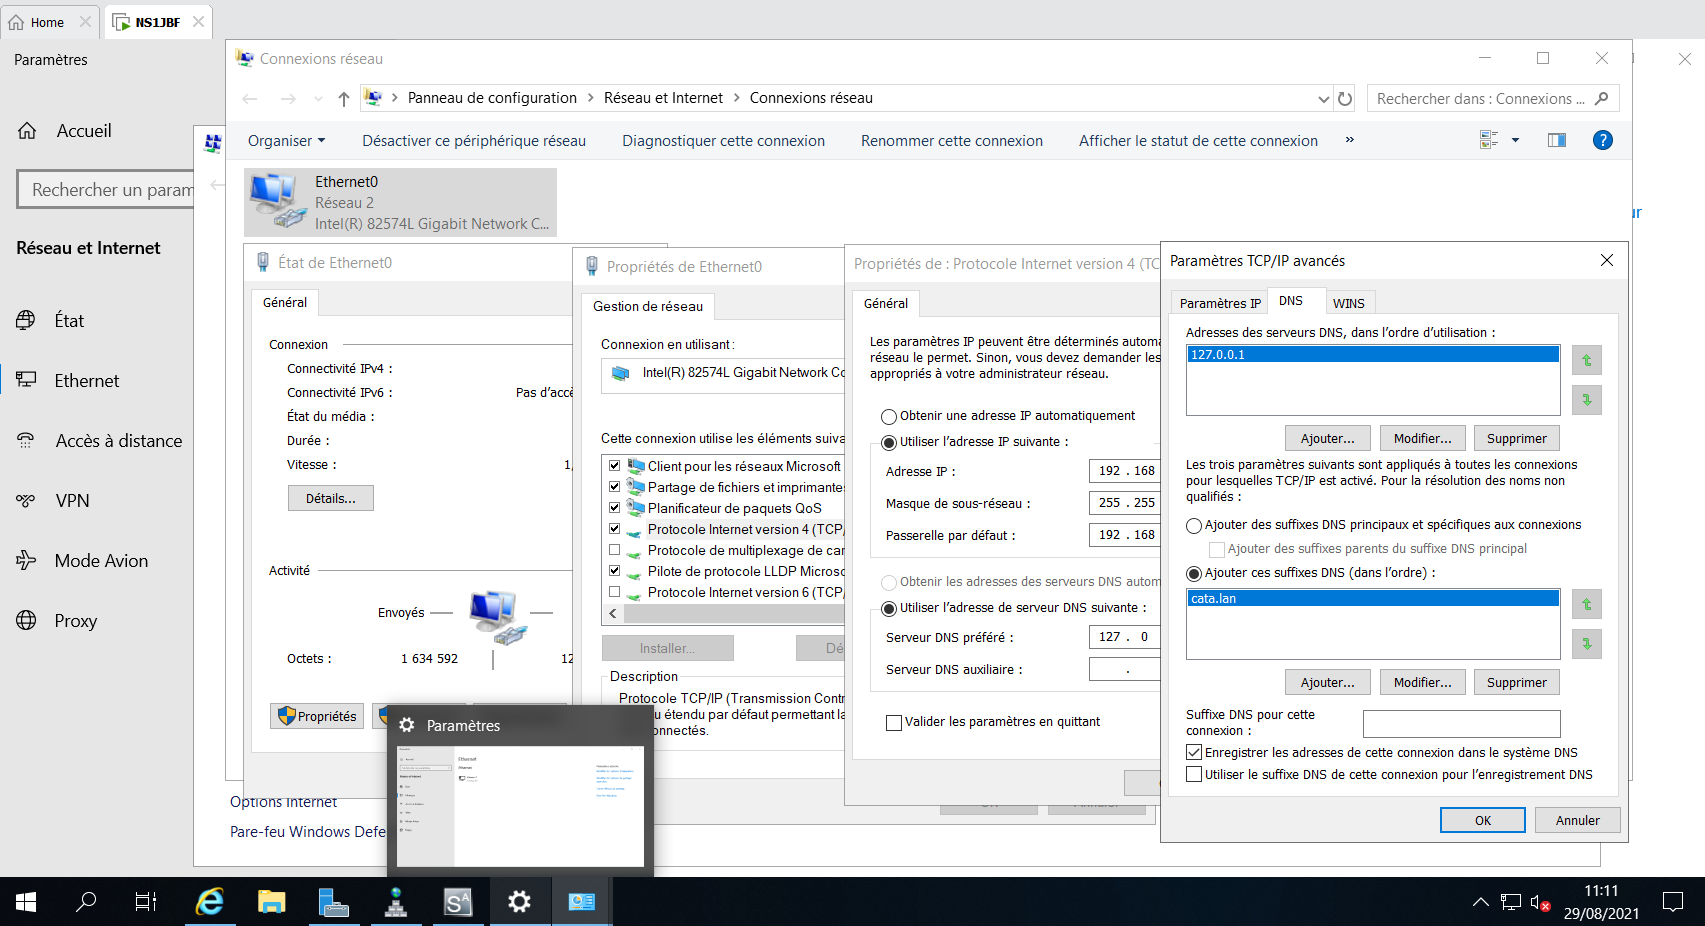 Home
NS1JBF
Paramètres
Accueil
Rechercher un param
Réseau et Internet
État
Ethernet
Accès à distance
VPN
Mode Avion
Proxy
Connexions réseau
Panneau de configuration > Réseau et Internet > Connexions réseau
Rechercher dans : Connexions ...
Organiser
Désactiver ce périphérique réseau
Diagnostiquer cette connexion
Renommer cette connexion
Afficher le statut de cette connexion
»
?
Ethernet0
Réseau 2
Intel(R) 82574L Gigabit Network C...
ur
État de Ethernet0
Général
Connexion
Connectivité IPv4 :
Connectivité IPv6 :
Pas d'accè
État du média :
Durée :
Vitesse :
1,
Détails...
Activité
Envoyés
Octets :
1 634 592
12
Propriétés
Propriétés de Ethernet0
Gestion de réseau
Connexion en utilisant :
Intel(R) 82574L Gigabit Network Co
Cette connexion utilise les éléments suiva
Client pour les réseaux Microsoft
Partage de fichiers et imprimantes
Planificateur de paquets QoS
Protocole Internet version 4 (TCP/
Protocole de multiplexage de car
Pilote de protocole LLDP Microso
Protocole Internet version 6 (TCP/
Installer...
Dé
Description
Protocole TCP/IP (Transmission Contr
u étendu par défaut permettant la
onnectés.
Propriétés de : Protocole Internet version 4 (TC
Général
Les paramètres IP peuvent être déterminés automa
réseau le permet. Sinon, vous devez demander les
appropriés à votre administrateur réseau.
Obtenir une adresse IP automatiquement
Utiliser l'adresse IP suivante :
Adresse IP :
192 . 168
Masque de sous-réseau :
255 . 255
Passerelle par défaut :
192 . 168
Obtenir les adresses des serveurs DNS autom
Utiliser l'adresse de serveur DNS suivante :
Serveur DNS préféré :
127 . 0
Serveur DNS auxiliaire :
.
Valider les paramètres en quittant
Paramètres TCP/IP avancés
Paramètres IP
DNS
WINS
Adresses des serveurs DNS, dans l'ordre d'utilisation :
127.0.0.1
Ajouter...
Modifier...
Supprimer
Les trois paramètres suivants sont appliqués à toutes les connexions
pour lesquelles TCP/IP est activé. Pour la résolution des noms non
qualifiés :
Ajouter des suffixes DNS principaux et spécifiques aux connexions
Ajouter des suffixes parents du suffixe DNS principal
Ajouter ces suffixes DNS (dans l'ordre) :
cata.lan
Ajouter...
Modifier...
Supprimer
Suffixe DNS pour cette
connexion :
Enregistrer les adresses de cette connexion dans le système DNS
Utiliser le suffixe DNS de cette connexion pour l'enregistrement DNS
OK
Annuler
Options Internet
Pare-feu Windows Defe
Paramètres
SA
11:11
29/08/2021